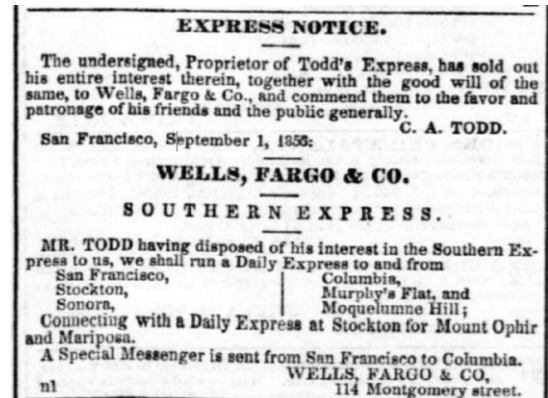 EXPRESS NOTICE.
The undersigned, Proprietor of Todd's Express, has sold out
his entire interest therein, together with the good will of the
same, to Wells, Fargo & Co., and commend them to the favor and
patronage of his friends and the public generally.
C. A. TODD.
San Francisco, September 1, 1853.
WELLS, FARGO & CO.
SOUTHERN EXPRESS.
MR. TODD having disposed of his interest in the Southern Ex-
press to us, we shall run a Daily Express to and from
San Francisco, Columbia,
Stockton, Murphy's Flat, and
Sonora, Moquelumne Hill;
Connecting with a Daily Express at Stockton for Mount Ophir
and Mariposa.
A Special Messenger is sent from San Francisco to Columbia.
WELLS, FARGO & CO,
n1 114 Montgomery street.